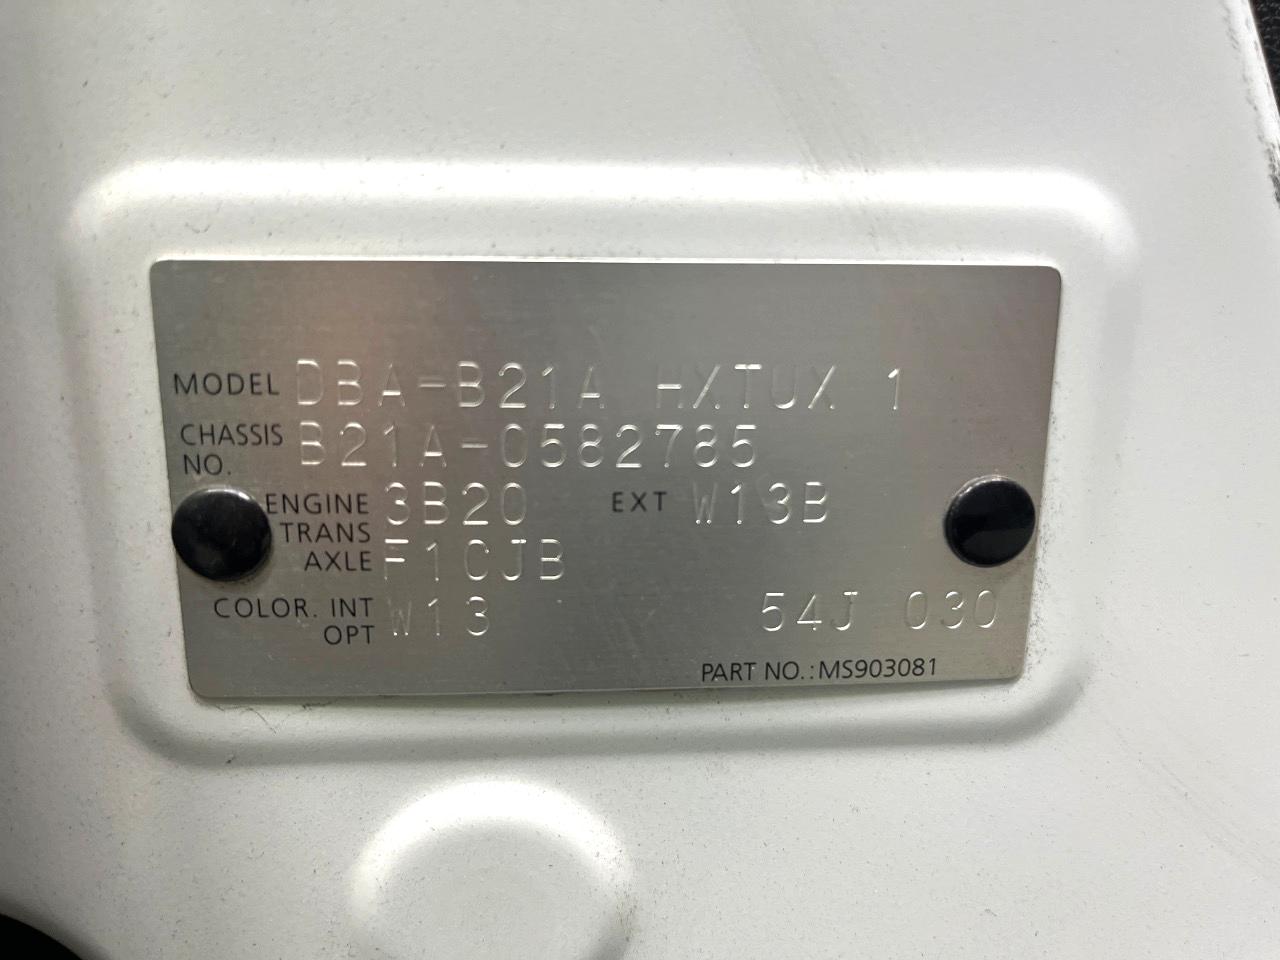 MODEL DBA-B21A HXTUX 1
CHASSIS NO. B21A-0582785
ENGINE 3B20 EXT W13B
TRANS AXLE F1CJB
COLOR. INT OPT W13 54J 030
PART NO.: MS903081